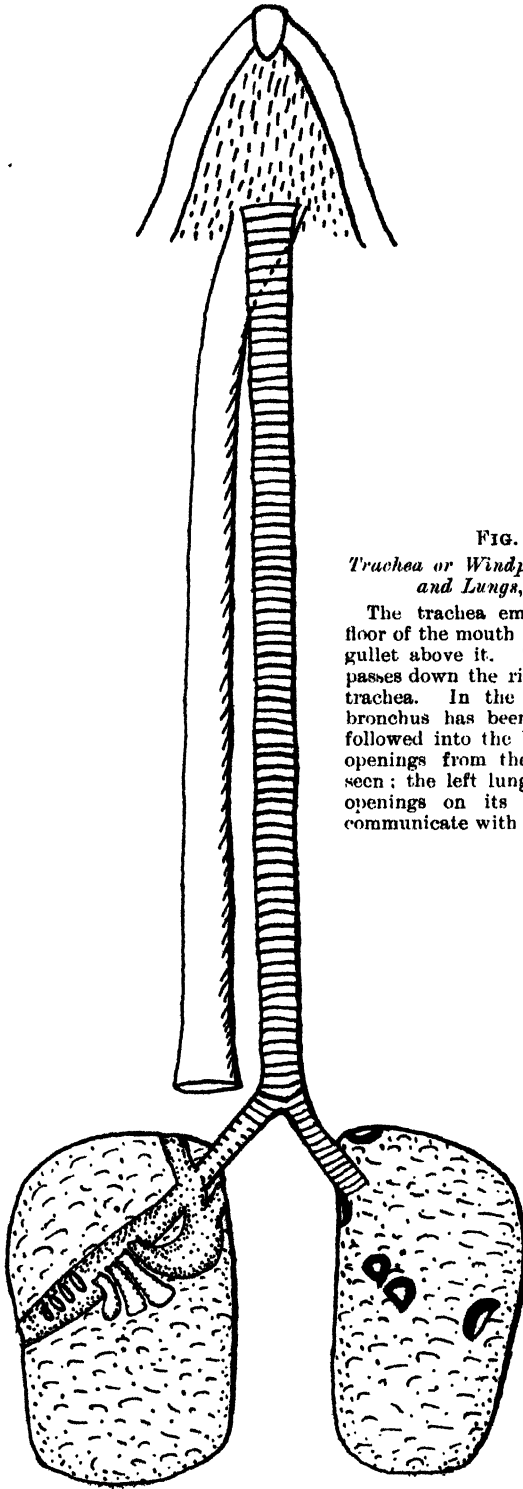 FIG.
Trachea or Windp
and Lungs,
The trachea em
floor of the mouth
gullet above it.
passes down the ri
trachea. In the
bronchus has been
followed into the
openings from the
seen ; the left lung
openings on its
communicate with